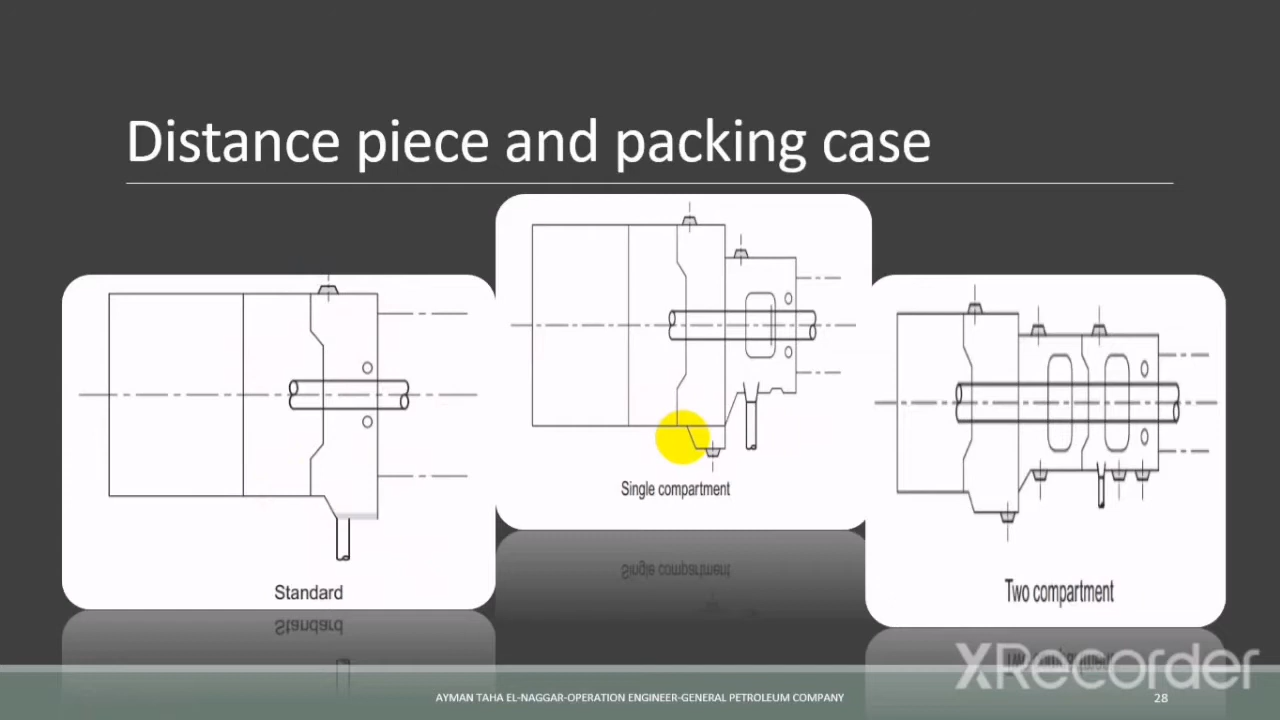 Distance piece and packing case
Standard
Single compartment
Two compartment
AYMAN TAHA EL-NAGGAR-OPERATION ENGINEER-GENERAL PETROLEUM COMPANY
28
XRecorder